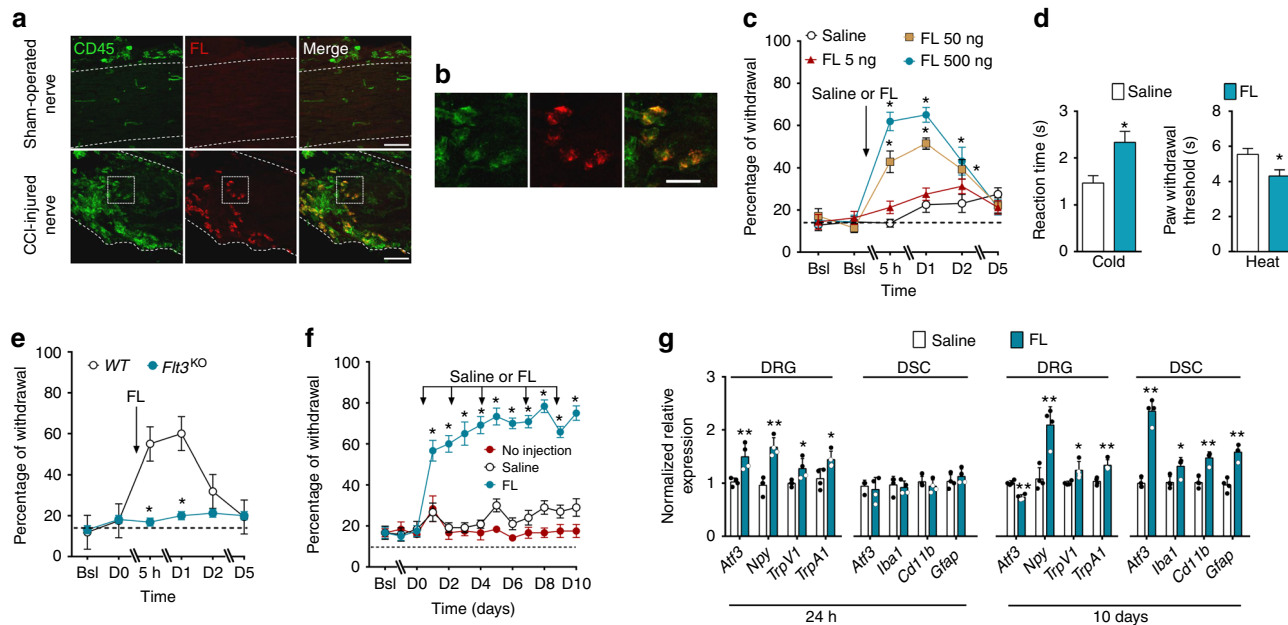 a
CD45
FL
Merge
Sham-operated
nerve
CCI-injured
nerve
b
c
Saline
FL 50 ng
FL 5 ng
FL 500 ng
Saline or FL
Percentage of withdrawal
100
80
60
40
20
0
* * * * * *
Bsl Bsl 5 h D1 D2 D5
Time
d
Saline FL
Reaction time (s)
3
2
1
0
*
Cold
Paw withdrawal
threshold (s)
8
6
4
2
0
*
Heat
e
WT Flt3KO
FL
Percentage of withdrawal
100
80
60
40
20
0
* *
Bsl D0 5 h D1 D2 D5
Time
f
Saline or FL
Percentage of withdrawal
100
80
60
40
20
0
* * * * * * * * * *
No injection
Saline
FL
Bsl D0 D2 D4 D6 D8 D10
Time (days)
g
Saline FL
DRG DSC DRG DSC
Normalized relative
expression
3
2
1
0
** ** * * ** ** * ** ** * ** **
Atf3 Npy TrpV1 TrpA1 Atf3 Iba1 Cd11b Gfap Atf3 Npy TrpV1 TrpA1 Atf3 Iba1 Cd11b Gfap
24 h 10 days